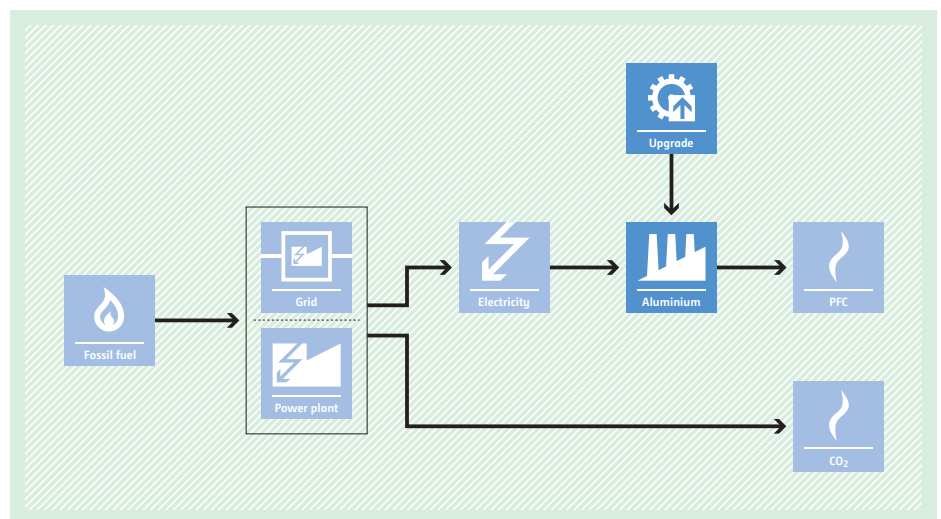 Upgrade
Grid
Electricity
Aluminium
PFC
Fossil fuel
Power plant
CO₂